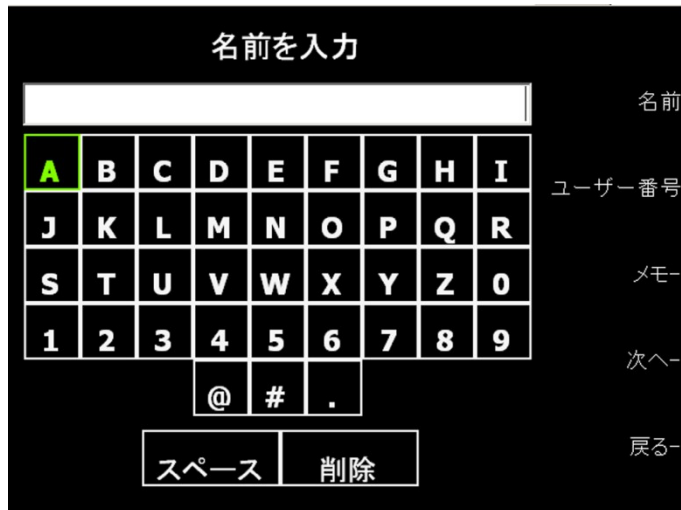 名前を入力
名前
A B C D E F G H I
ユーザー番号
J K L M N O P Q R
S T U V W X Y Z 0
メモ-
1 2 3 4 5 6 7 8 9
次へ-
@ # .
スペース 削除
戻る-